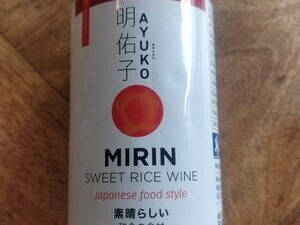 明佑子
AYUKO
MIRIN
SWEET RICE WINE
Japanese food style
素晴らしい